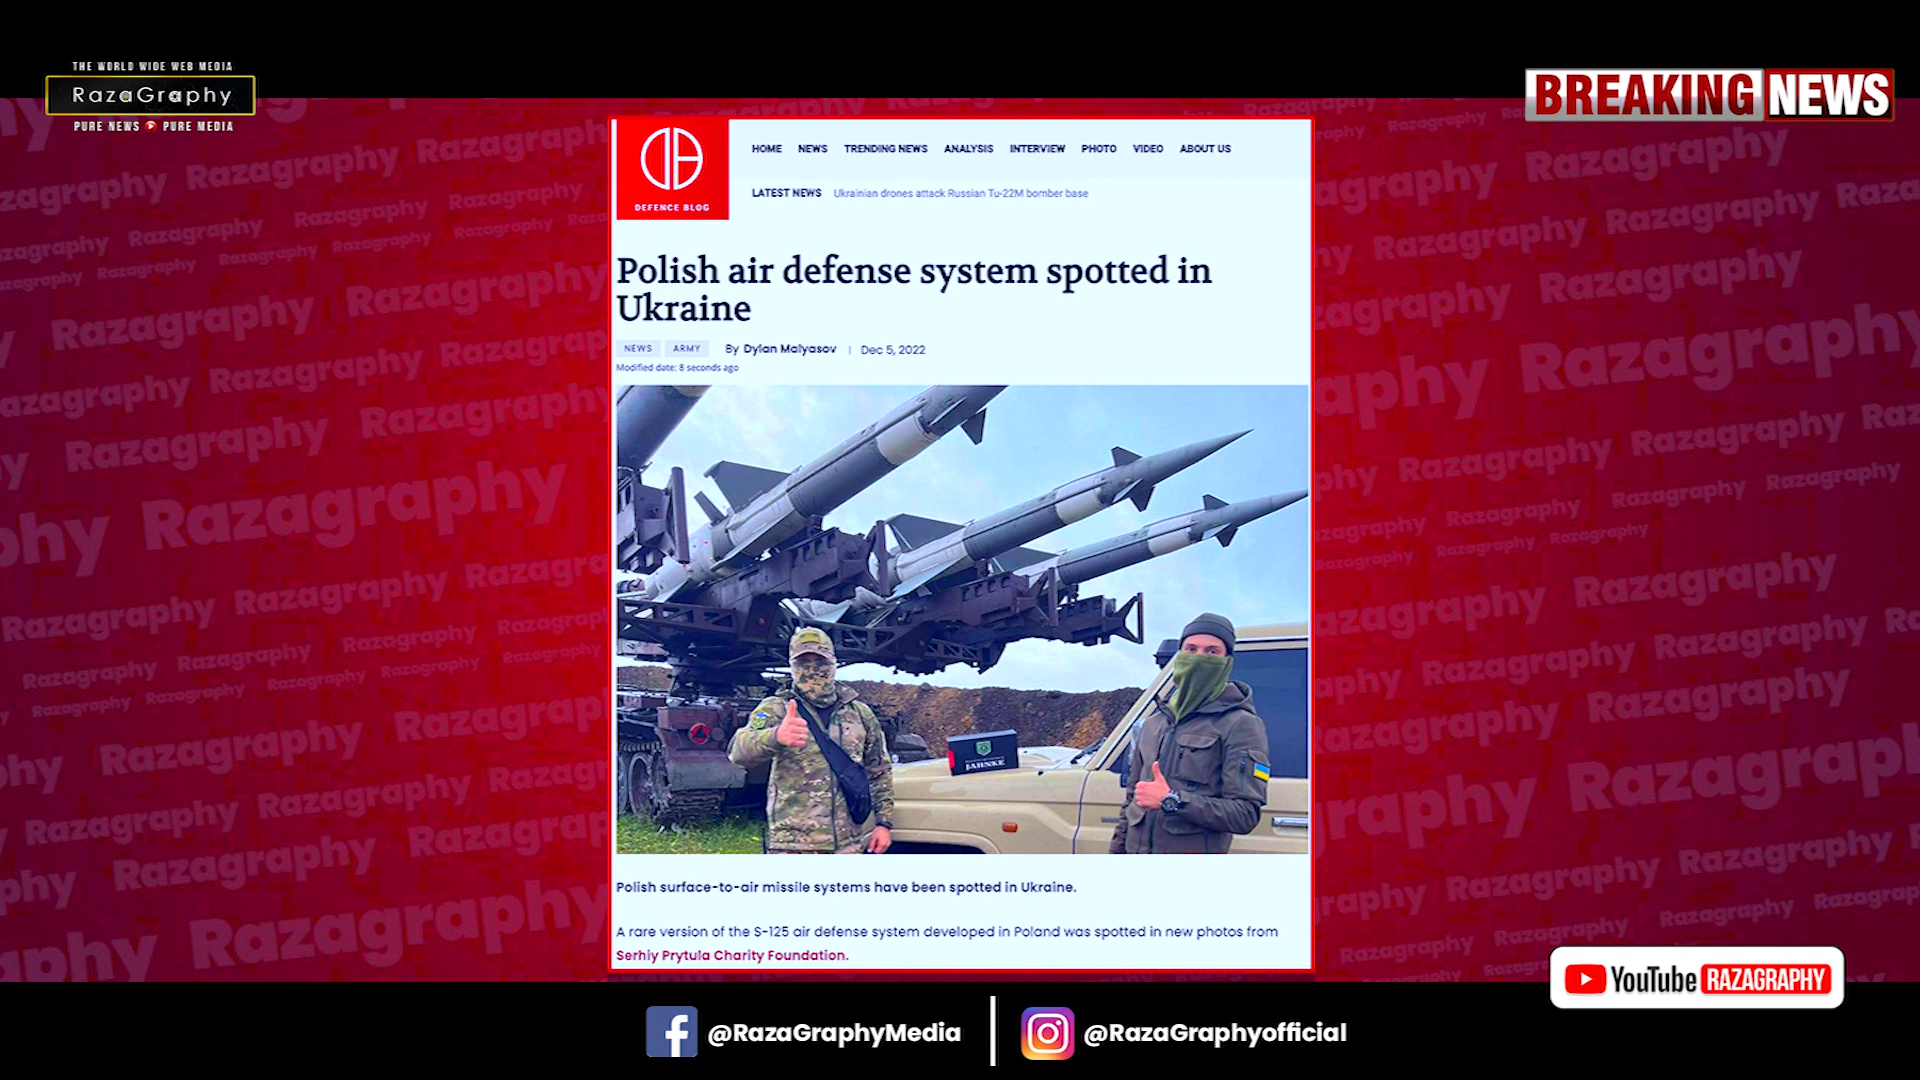 THE WORLD WIDE WEB MEDIA
RazaGraphy
PURE NEWS PURE MEDIA
BREAKING NEWS
DEFENCE BLOG
HOME NEWS TRENDING NEWS ANALYSIS INTERVIEW PHOTO VIDEO ABOUT US
LATEST NEWS Ukrainian drones attack Russian Tu-22M bomber base
Polish air defense system spotted in
Ukraine
NEWS ARMY By Dylan Malyasov | Dec 5, 2022
Modified date: 8 seconds ago
JAHNKE
Polish surface-to-air missile systems have been spotted in Ukraine.
A rare version of the S-125 air defense system developed in Poland was spotted in new photos from
Serhiy Prytula Charity Foundation.
Razagraphy
YouTube RAZAGRAPHY
@RazaGraphyMedia
@RazaGraphyofficial